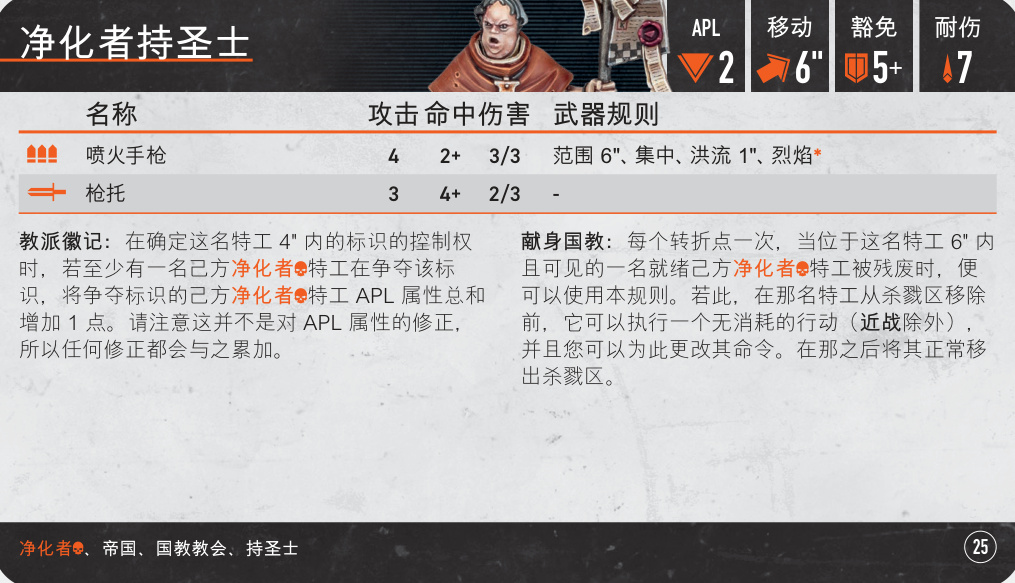 净化者持圣士
APL 移动 豁免 耐伤
2 6" 5+ 7
名称 攻击 命中 伤害 武器规则
喷火手枪 4 2+ 3/3 范围 6"、集中、洪流 1"、烈焰*
枪托 3 4+ 2/3 -
教派徽记：在确定这名特工 4" 内的标识的控制权
时，若至少有一名己方净化者特工在争夺该标
识，将争夺标识的己方净化者特工 APL 属性总和
增加 1 点。请注意这并不是对 APL 属性的修正，
所以任何修正都会与之累加。
献身国教：每个转折点一次，当位于这名特工 6" 内
且可见的一名就绪己方净化者特工被残废时，便
可以使用本规则。若此，在那名特工从杀戮区移除
前，它可以执行一个无消耗的行动（近战除外），
并且您可以为此更改其命令。在那之后将其正常移
出杀戮区。
净化者、帝国、国教教会、持圣士
25